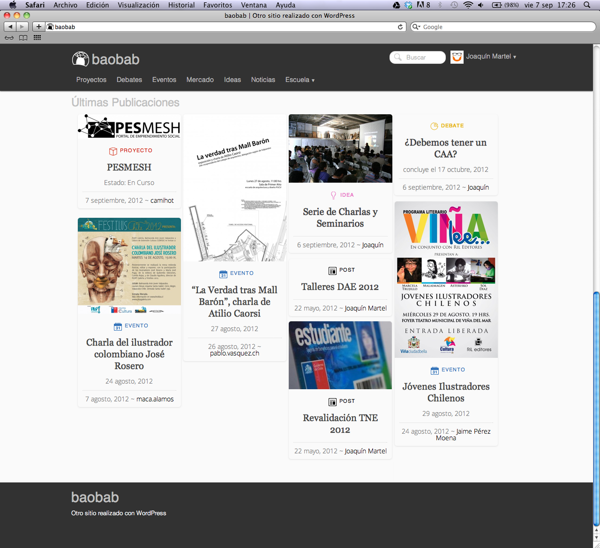 Safari Archivo Edición Visualización Historial Favoritos Ventana Ayuda
8
(98%) vie 7 sep 17:26
baobab | Otro sitio realizado con WordPress
baobab
Google
baobab
Buscar
Joaquín Martel
Proyectos Debates Eventos Mercado Ideas Noticias Escuela
Últimas Publicaciones
PESMESH
PORTAL DE EMPRENDIMIENTO SOCIAL
PROYECTO
PESMESH
Estado: En Curso
7 septiembre, 2012 ~ camihot
CHARLA DEL ILUSTRADOR
COLOMBIANO JOSÉ ROSERO
EVENTO
Charla del ilustrador
colombiano José
Rosero
24 agosto, 2012
7 agosto, 2012 ~ maca.alamos
La verdad tras Mall Barón
EVENTO
“La Verdad tras Mall
Barón”, charla de
Atilio Caorsi
27 agosto, 2012
26 agosto, 2012 ~
pablo.vasquez.ch
IDEA
Serie de Charlas y
Seminarios
6 septiembre, 2012 ~ Joaquín
POST
Talleres DAE 2012
22 mayo, 2012 ~ Joaquín Martel
estudiante
POST
Revalidación TNE
2012
22 mayo, 2012 ~ Joaquín Martel
DEBATE
¿Debemos tener un
CAA?
concluye el 17 octubre, 2012
6 septiembre, 2012 ~ Joaquín
PROGRAMA LITERARIO
VIÑA
lee...
EN CONJUNTO CON RIL EDITORES
PRESENTAN A
JOVENES ILUSTRADORES
CHILENOS
MIÉRCOLES 29 DE AGOSTO, 19 HRS.
FOYER TEATRO MUNICIPAL DE VIÑA DEL MAR
ENTRADA LIBERADA
Cultura
RIL editores
EVENTO
Jóvenes Ilustradores
Chilenos
29 agosto, 2012
24 agosto, 2012 ~ Jaime Pérez
Moena
baobab
Otro sitio realizado con WordPress